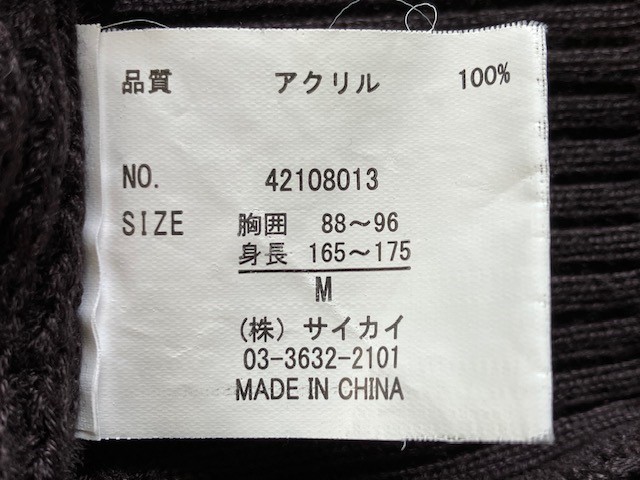 品質 アクリル 100%
NO. 42108013
SIZE 胸囲 88～96
身長 165～175
M
(株) サイカイ
03-3632-2101
MADE IN CHINA